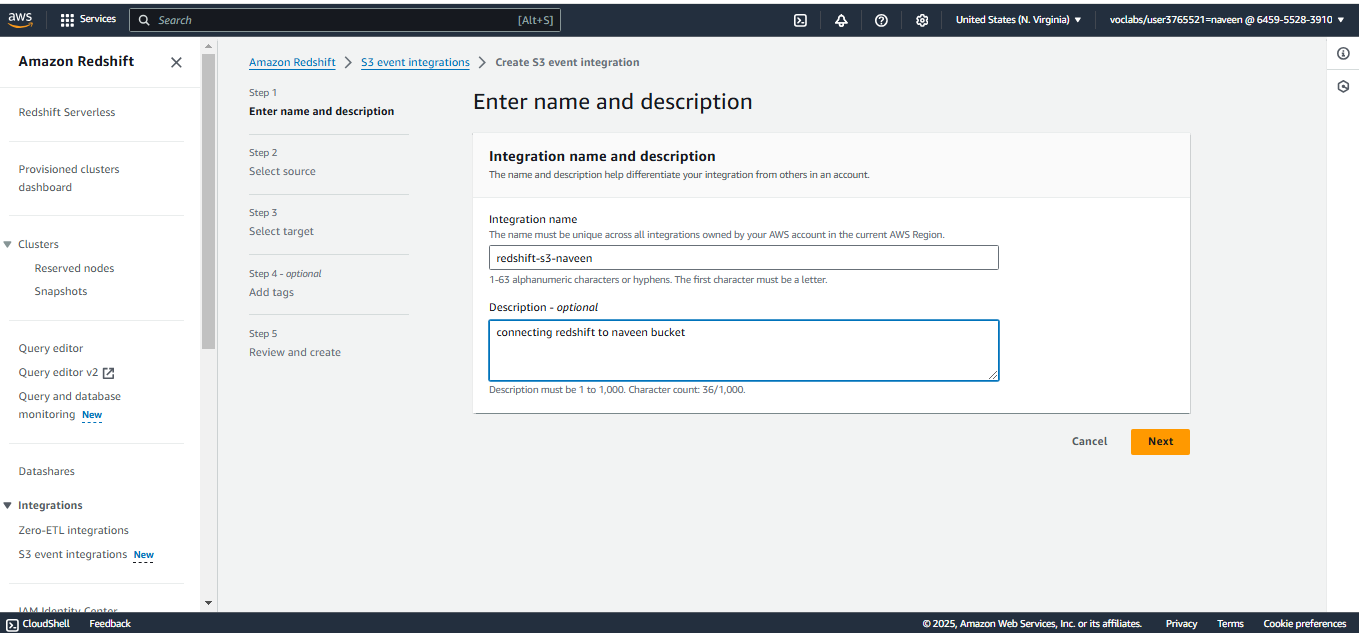 aws
Services
Search
[Alt+S]
United States (N. Virginia)
voclabs/user3765521=naveen @ 6459-5528-3910
Amazon Redshift
Redshift Serverless
Provisioned clusters
dashboard
Clusters
Reserved nodes
Snapshots
Query editor
Query editor v2
Query and database
monitoring New
Datashares
Integrations
Zero-ETL integrations
S3 event integrations New
IAM Identity Center
Amazon Redshift > S3 event integrations > Create S3 event integration
Step 1
Enter name and description
Step 2
Select source
Step 3
Select target
Step 4 - optional
Add tags
Step 5
Review and create
Enter name and description
Integration name and description
The name and description help differentiate your integration from others in an account.
Integration name
The name must be unique across all integrations owned by your AWS account in the current AWS Region.
redshift-s3-naveen
1-63 alphanumeric characters or hyphens. The first character must be a letter.
Description - optional
connecting redshift to naveen bucket
Description must be 1 to 1,000. Character count: 36/1,000.
Cancel
Next
CloudShell
Feedback
© 2025, Amazon Web Services, Inc. or its affiliates.
Privacy
Terms
Cookie preferences